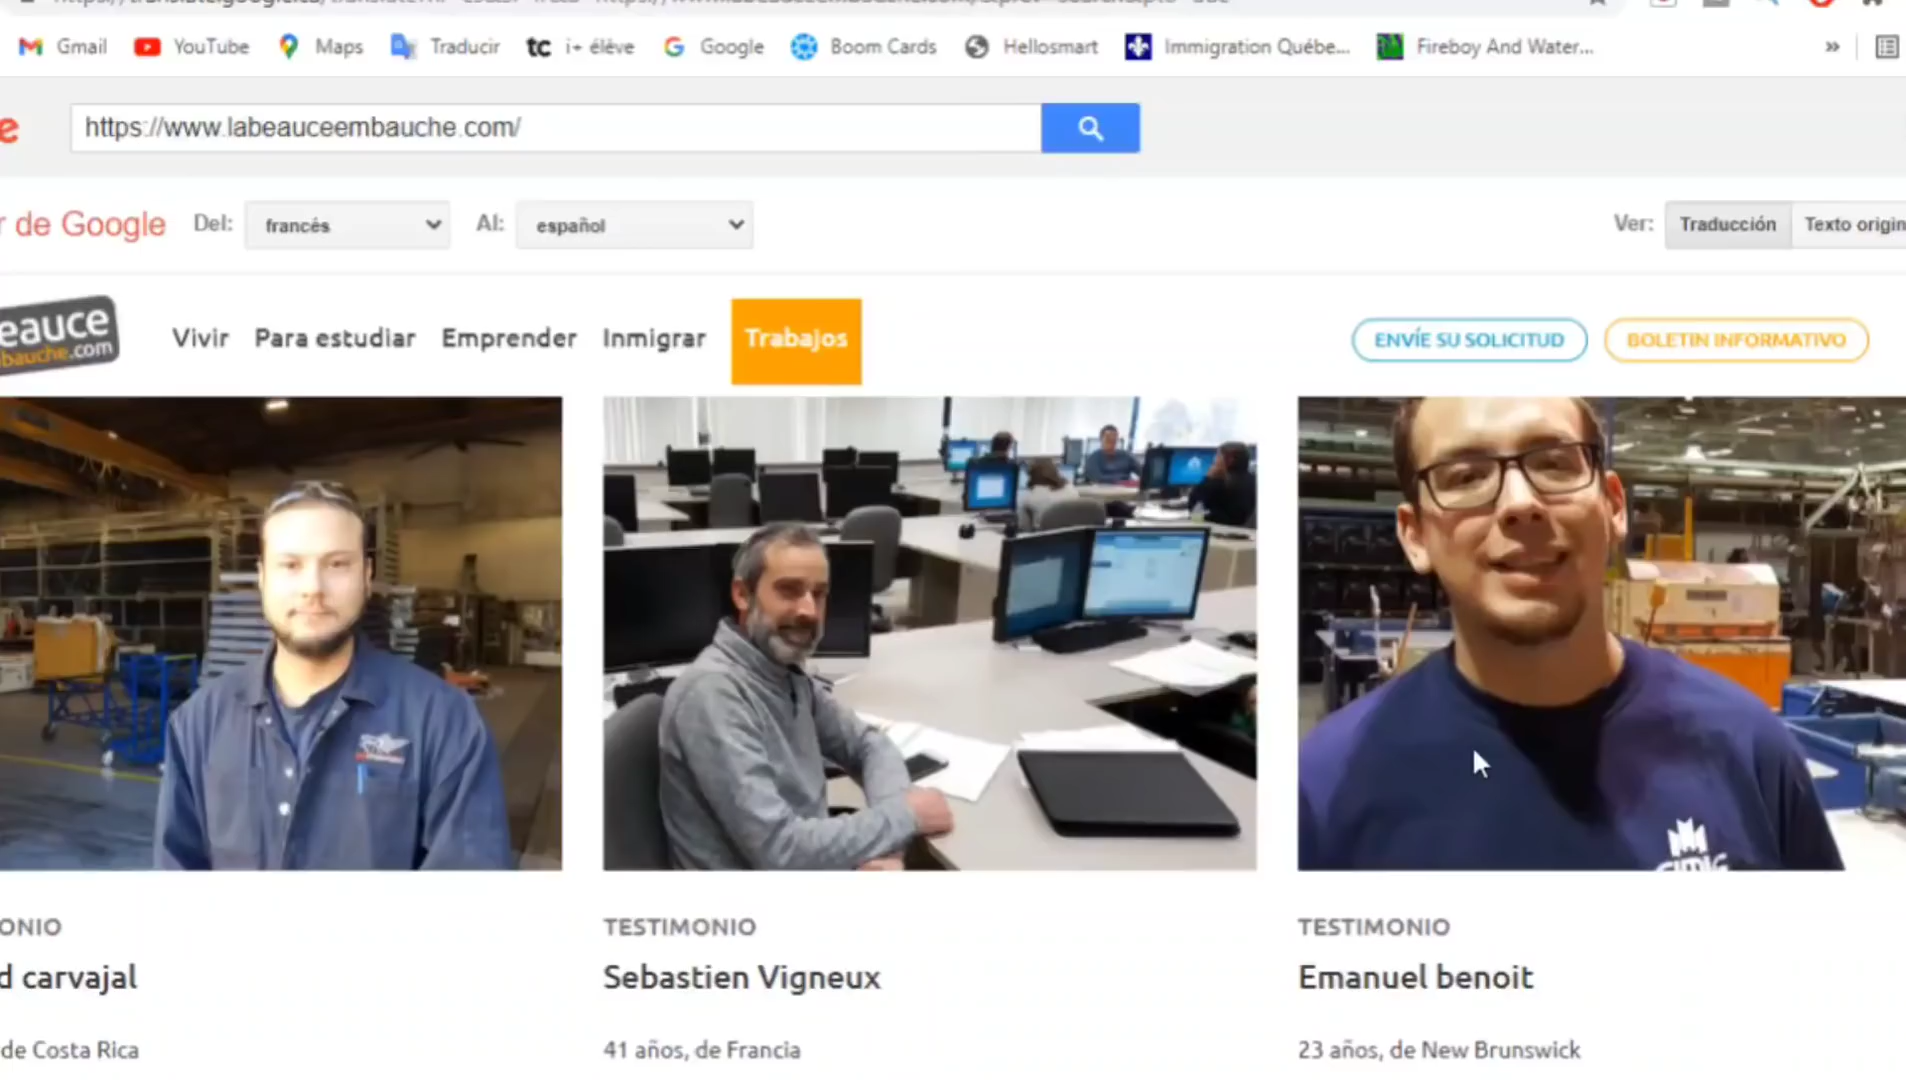 Gmail YouTube Maps Traducir tc i+ élève Google Boom Cards Hellosmart Immigration Québe... Fireboy And Water... »
e https://www.labeauceembauche.com/
r de Google Del: francés Al: español Ver: Traducción Texto origin
eauce
bauche.com
Vivir Para estudiar Emprender Inmigrar Trabajos ENVÍE SU SOLICITUD BOLETIN INFORMATIVO
ONIO TESTIMONIO TESTIMONIO
d carvajal Sebastien Vigneux Emanuel benoit
de Costa Rica 41 años, de Francia 23 años, de New Brunswick